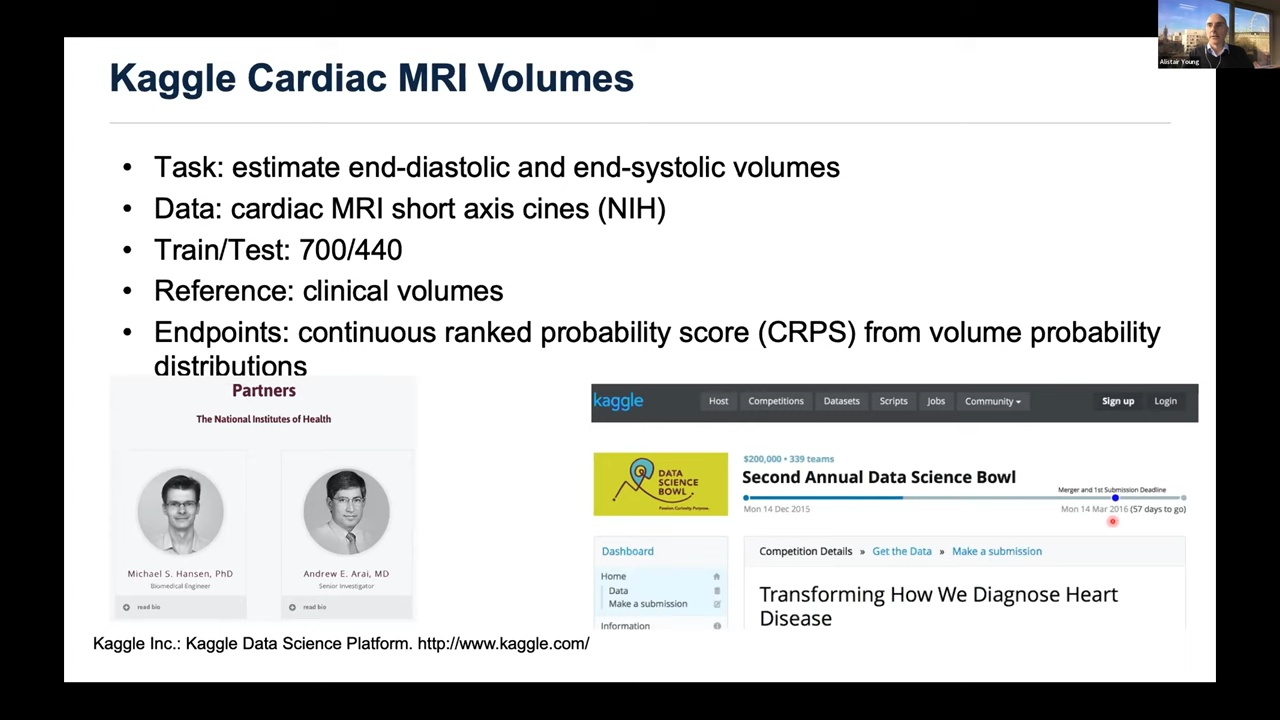 Alistair Young
Kaggle Cardiac MRI Volumes
• Task: estimate end-diastolic and end-systolic volumes
• Data: cardiac MRI short axis cines (NIH)
• Train/Test: 700/440
• Reference: clinical volumes
• Endpoints: continuous ranked probability score (CRPS) from volume probability
distributions
Partners
The National Institutes of Health
Michael S. Hansen, PhD
Biomedical Engineer
read bio
Andrew E. Arai, MD
Senior Investigator
read bio
kaggle Host Competitions Datasets Scripts Jobs Community Sign up Login
DATA
SCIENCE
BOWL
Passion. Curiosity. Purpose.
$200,000 • 339 teams
Second Annual Data Science Bowl
Merger and 1st Submission Deadline
Mon 14 Dec 2015 Mon 14 Mar 2016 (57 days to go)
Dashboard
Home
Data
Make a submission
Information
Competition Details » Get the Data » Make a submission
Transforming How We Diagnose Heart
Disease
Kaggle Inc.: Kaggle Data Science Platform. http://www.kaggle.com/